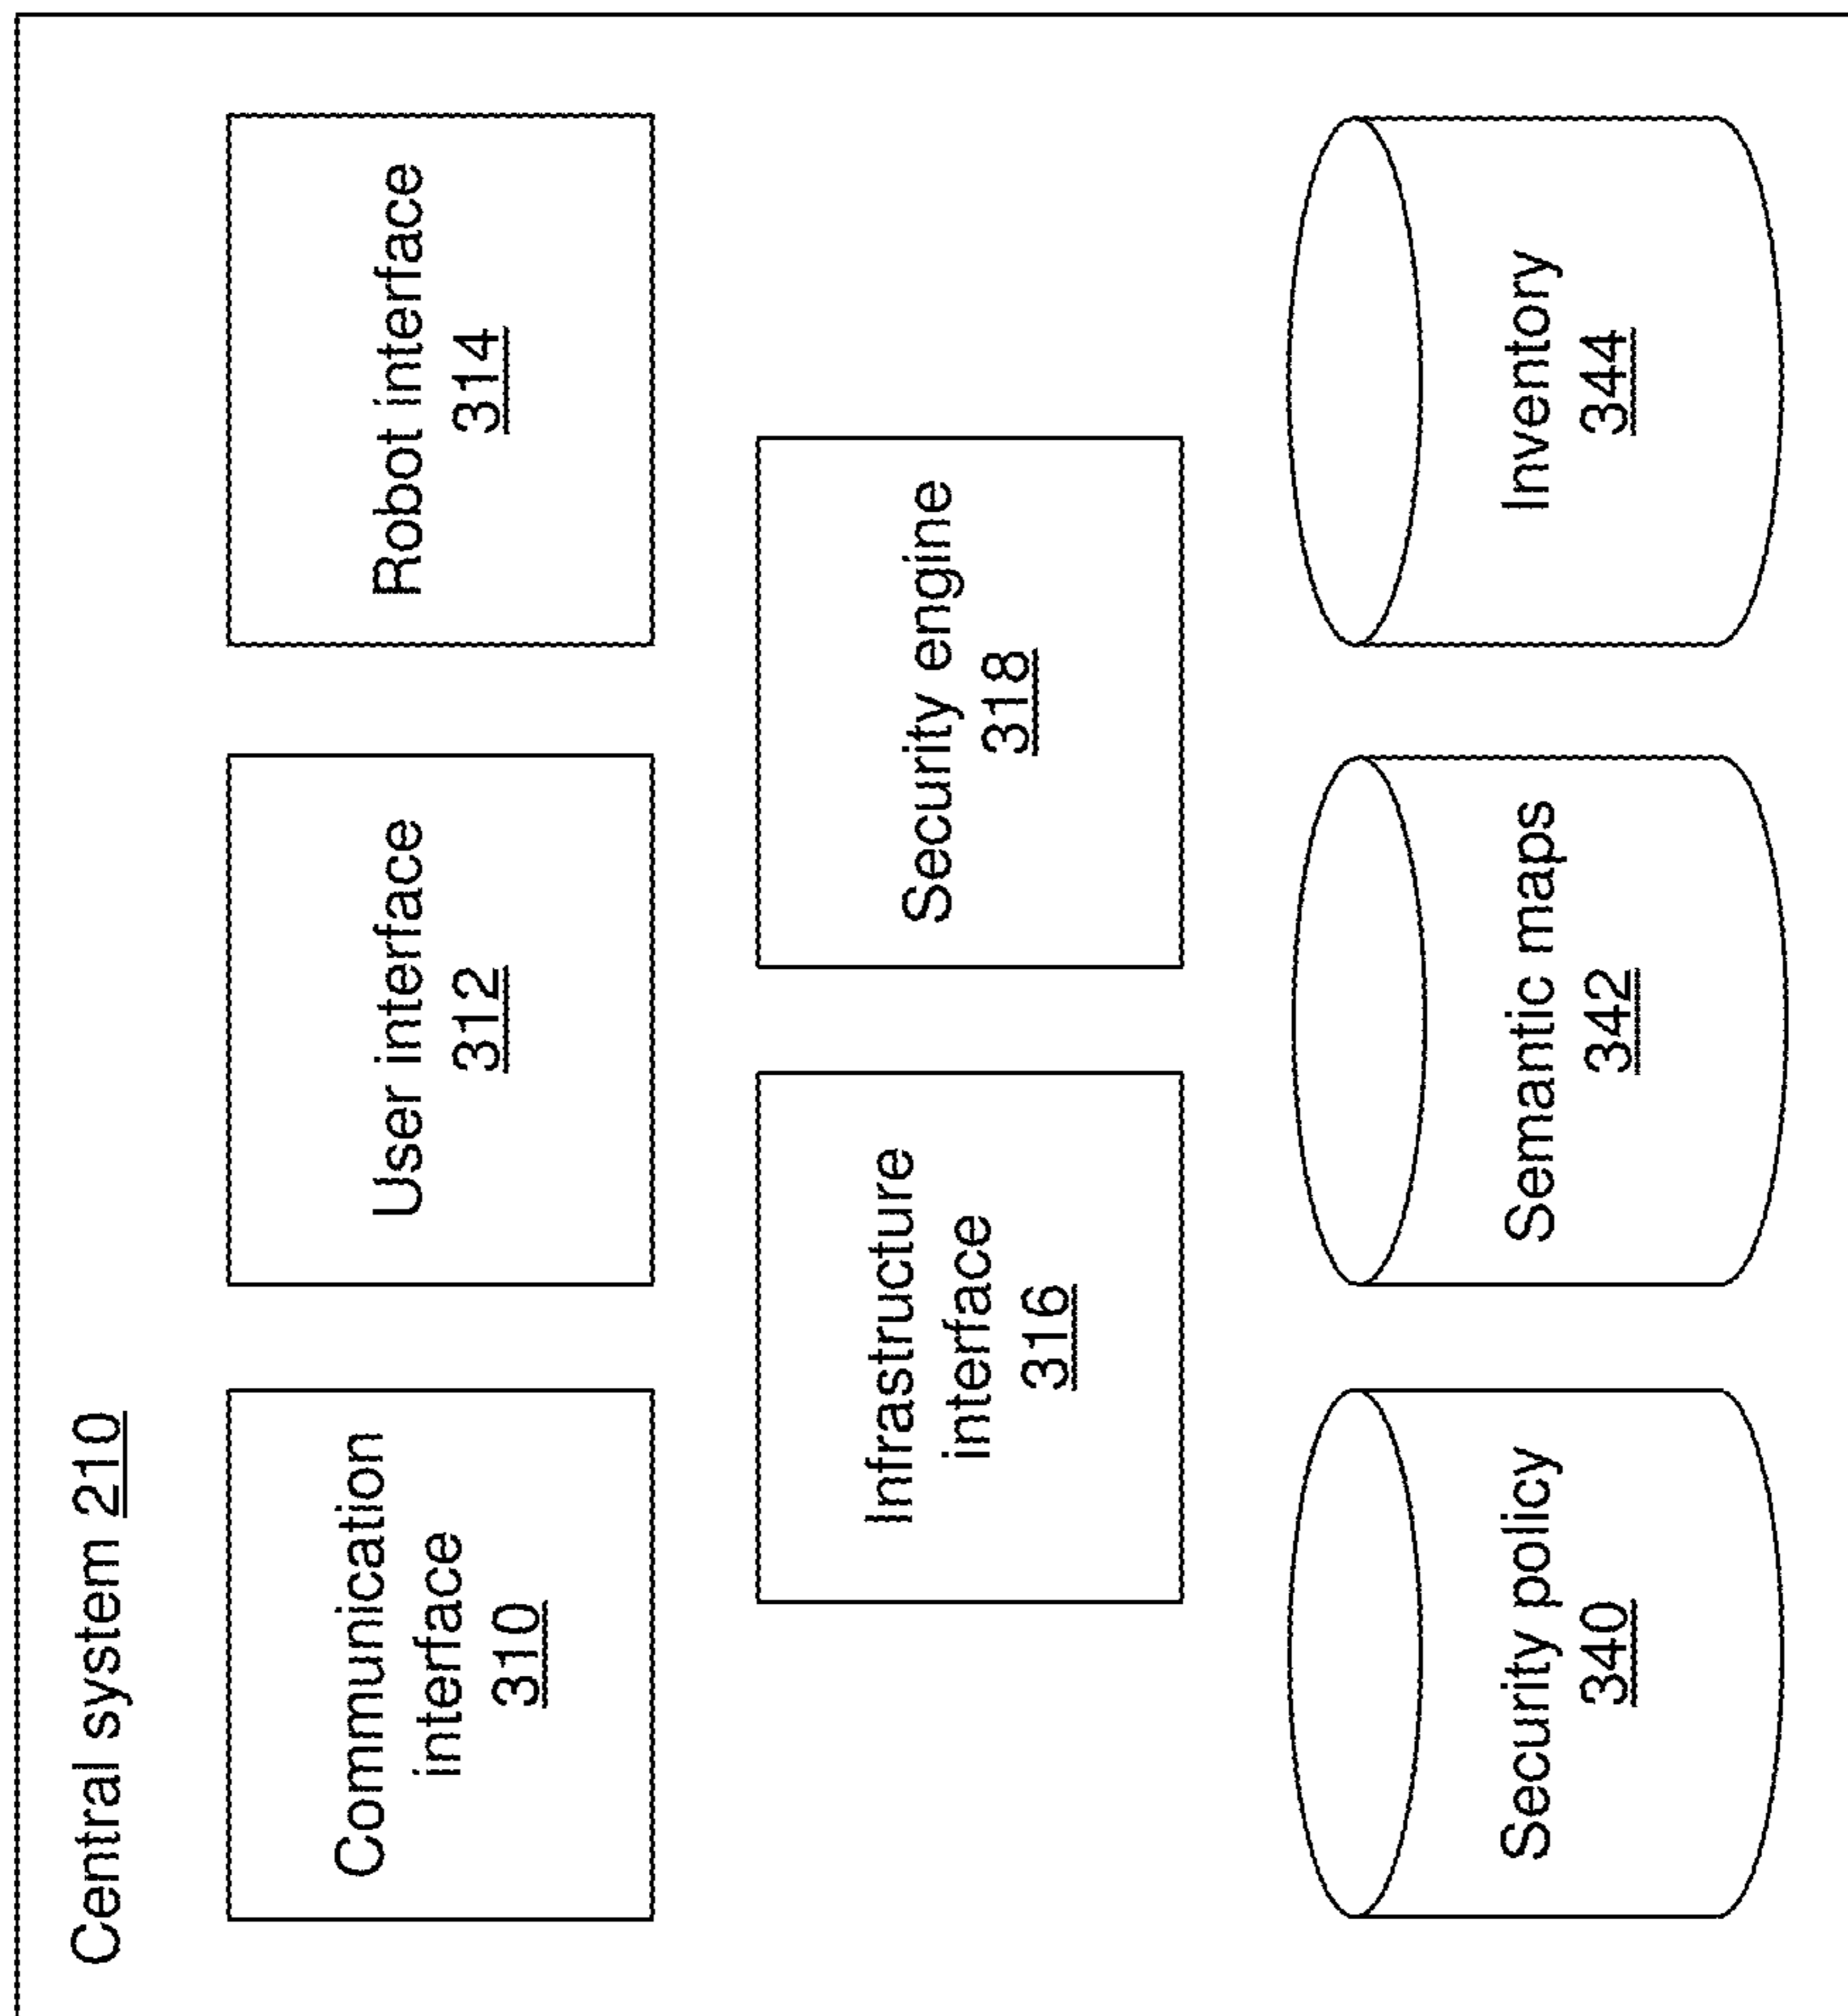 Central system 210
Communication
interface
310
User interface
312
Robot interface
314
Infrastructure
interface
316
Security engine
318
Security policy
340
Semantic maps
342
Inventory
344